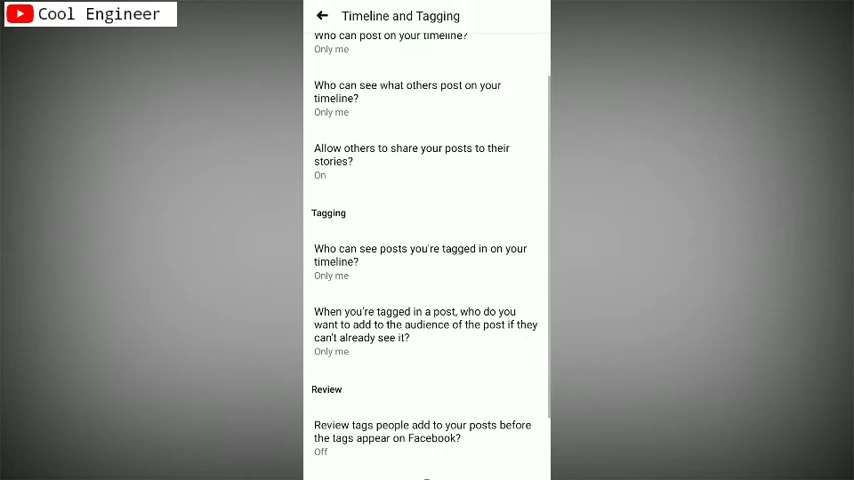 Cool Engineer
Timeline and Tagging
Who can post on your timeline?
Only me
Who can see what others post on your
timeline?
Only me
Allow others to share your posts to their
stories?
On
Tagging
Who can see posts you're tagged in on your
timeline?
Only me
When you're tagged in a post, who do you
want to add to the audience of the post if they
can't already see it?
Only me
Review
Review tags people add to your posts before
the tags appear on Facebook?
Off